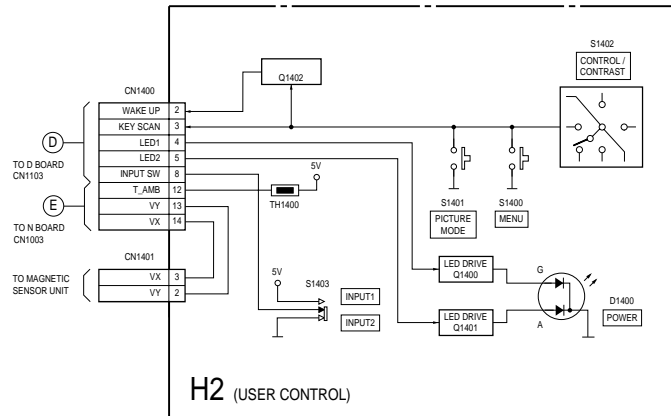 S1402
CONTROL /
CONTRAST
Q1402
CN1400
WAKE UP 2
KEY SCAN 3
LED1 4
LED2 5
INPUT SW 8
T_AMB 12
VY 13
VX 14
D
TO D BOARD
CN1103
E
TO N BOARD
CN1003
5V
TH1400
S1401
PICTURE
MODE
S1400
MENU
CN1401
VX 3
VY 2
TO MAGNETIC
SENSOR UNIT
5V
S1403
INPUT1
INPUT2
LED DRIVE
Q1400
LED DRIVE
Q1401
G
A
D1400
POWER
H2 (USER CONTROL)